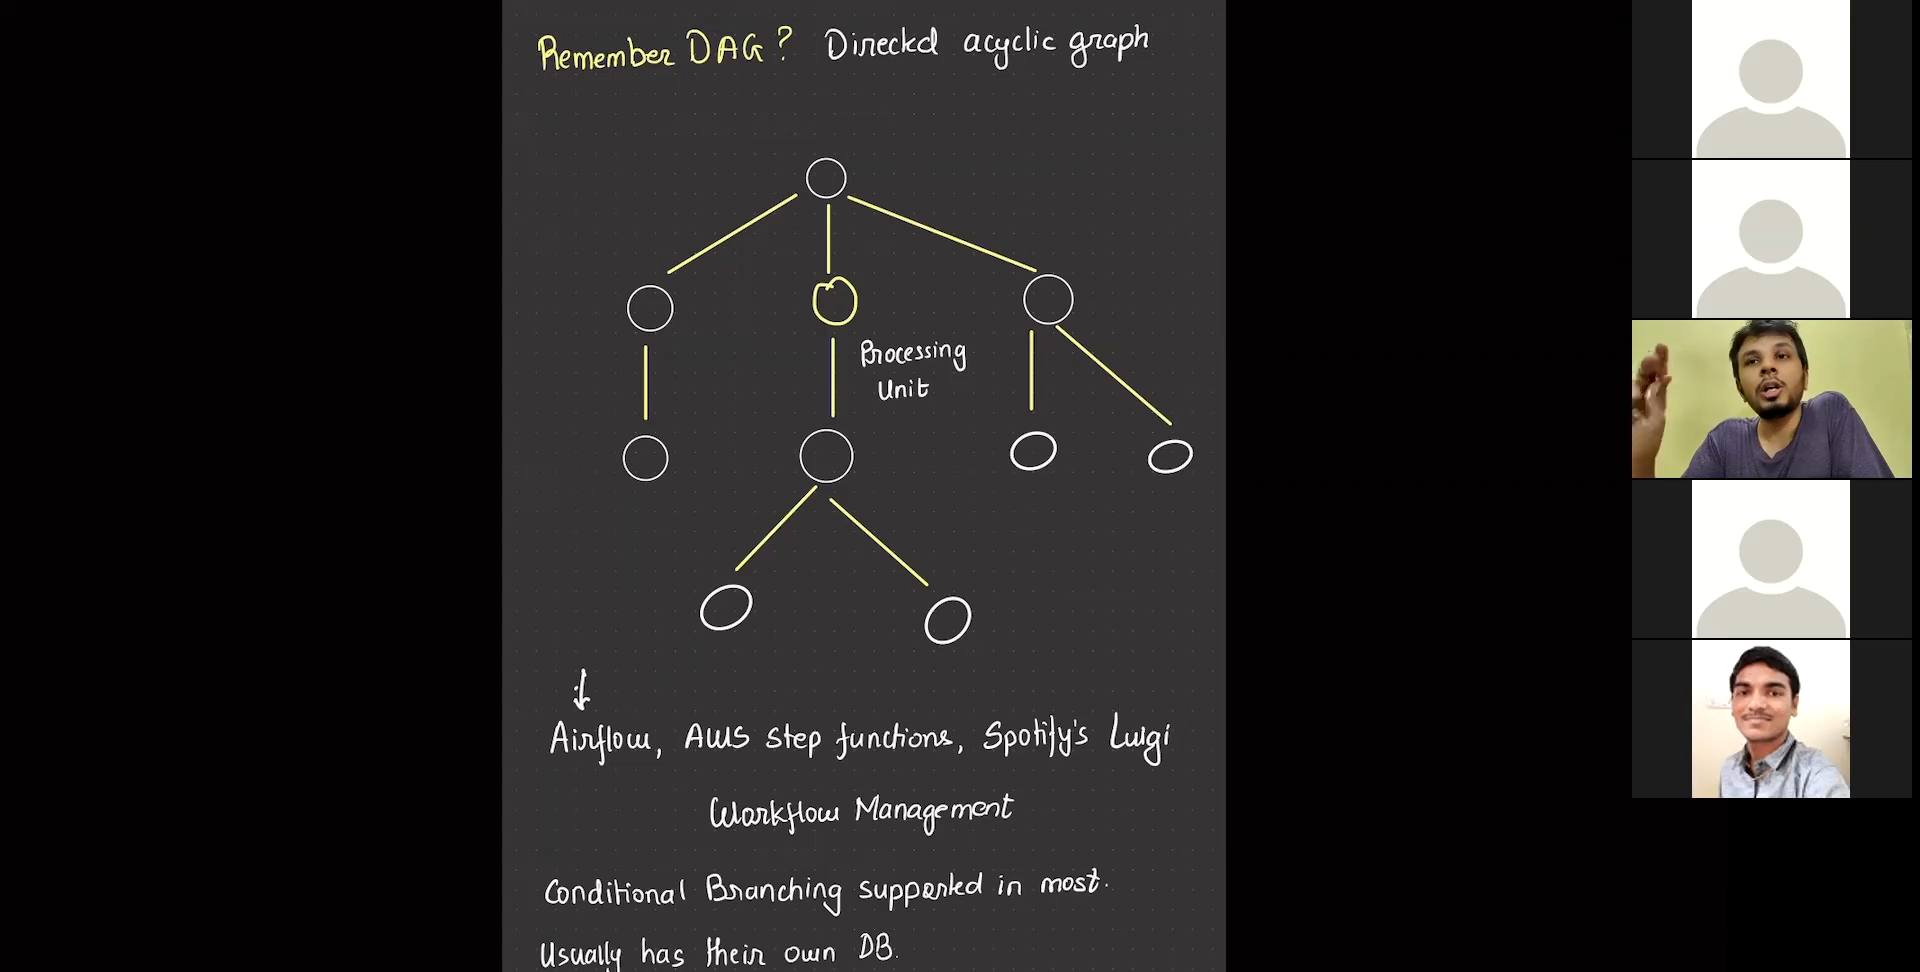 Remember DAG? Directed acyclic graph
Processing
Unit
Airflow, AWS step functions, Spotify's Luigi
Workflow Management
Conditional Branching supported in most.
Usually has their own DB.